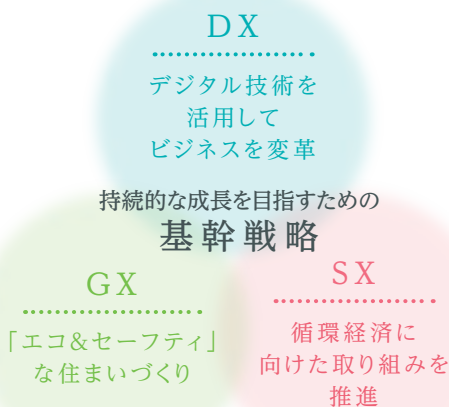 DX
デジタル技術を
活用して
ビジネスを変革
持続的な成長を目指すための
基幹戦略
GX
「エコ&セーフティ」
な住まいづくり
SX
循環経済に
向けた取り組みを
推進